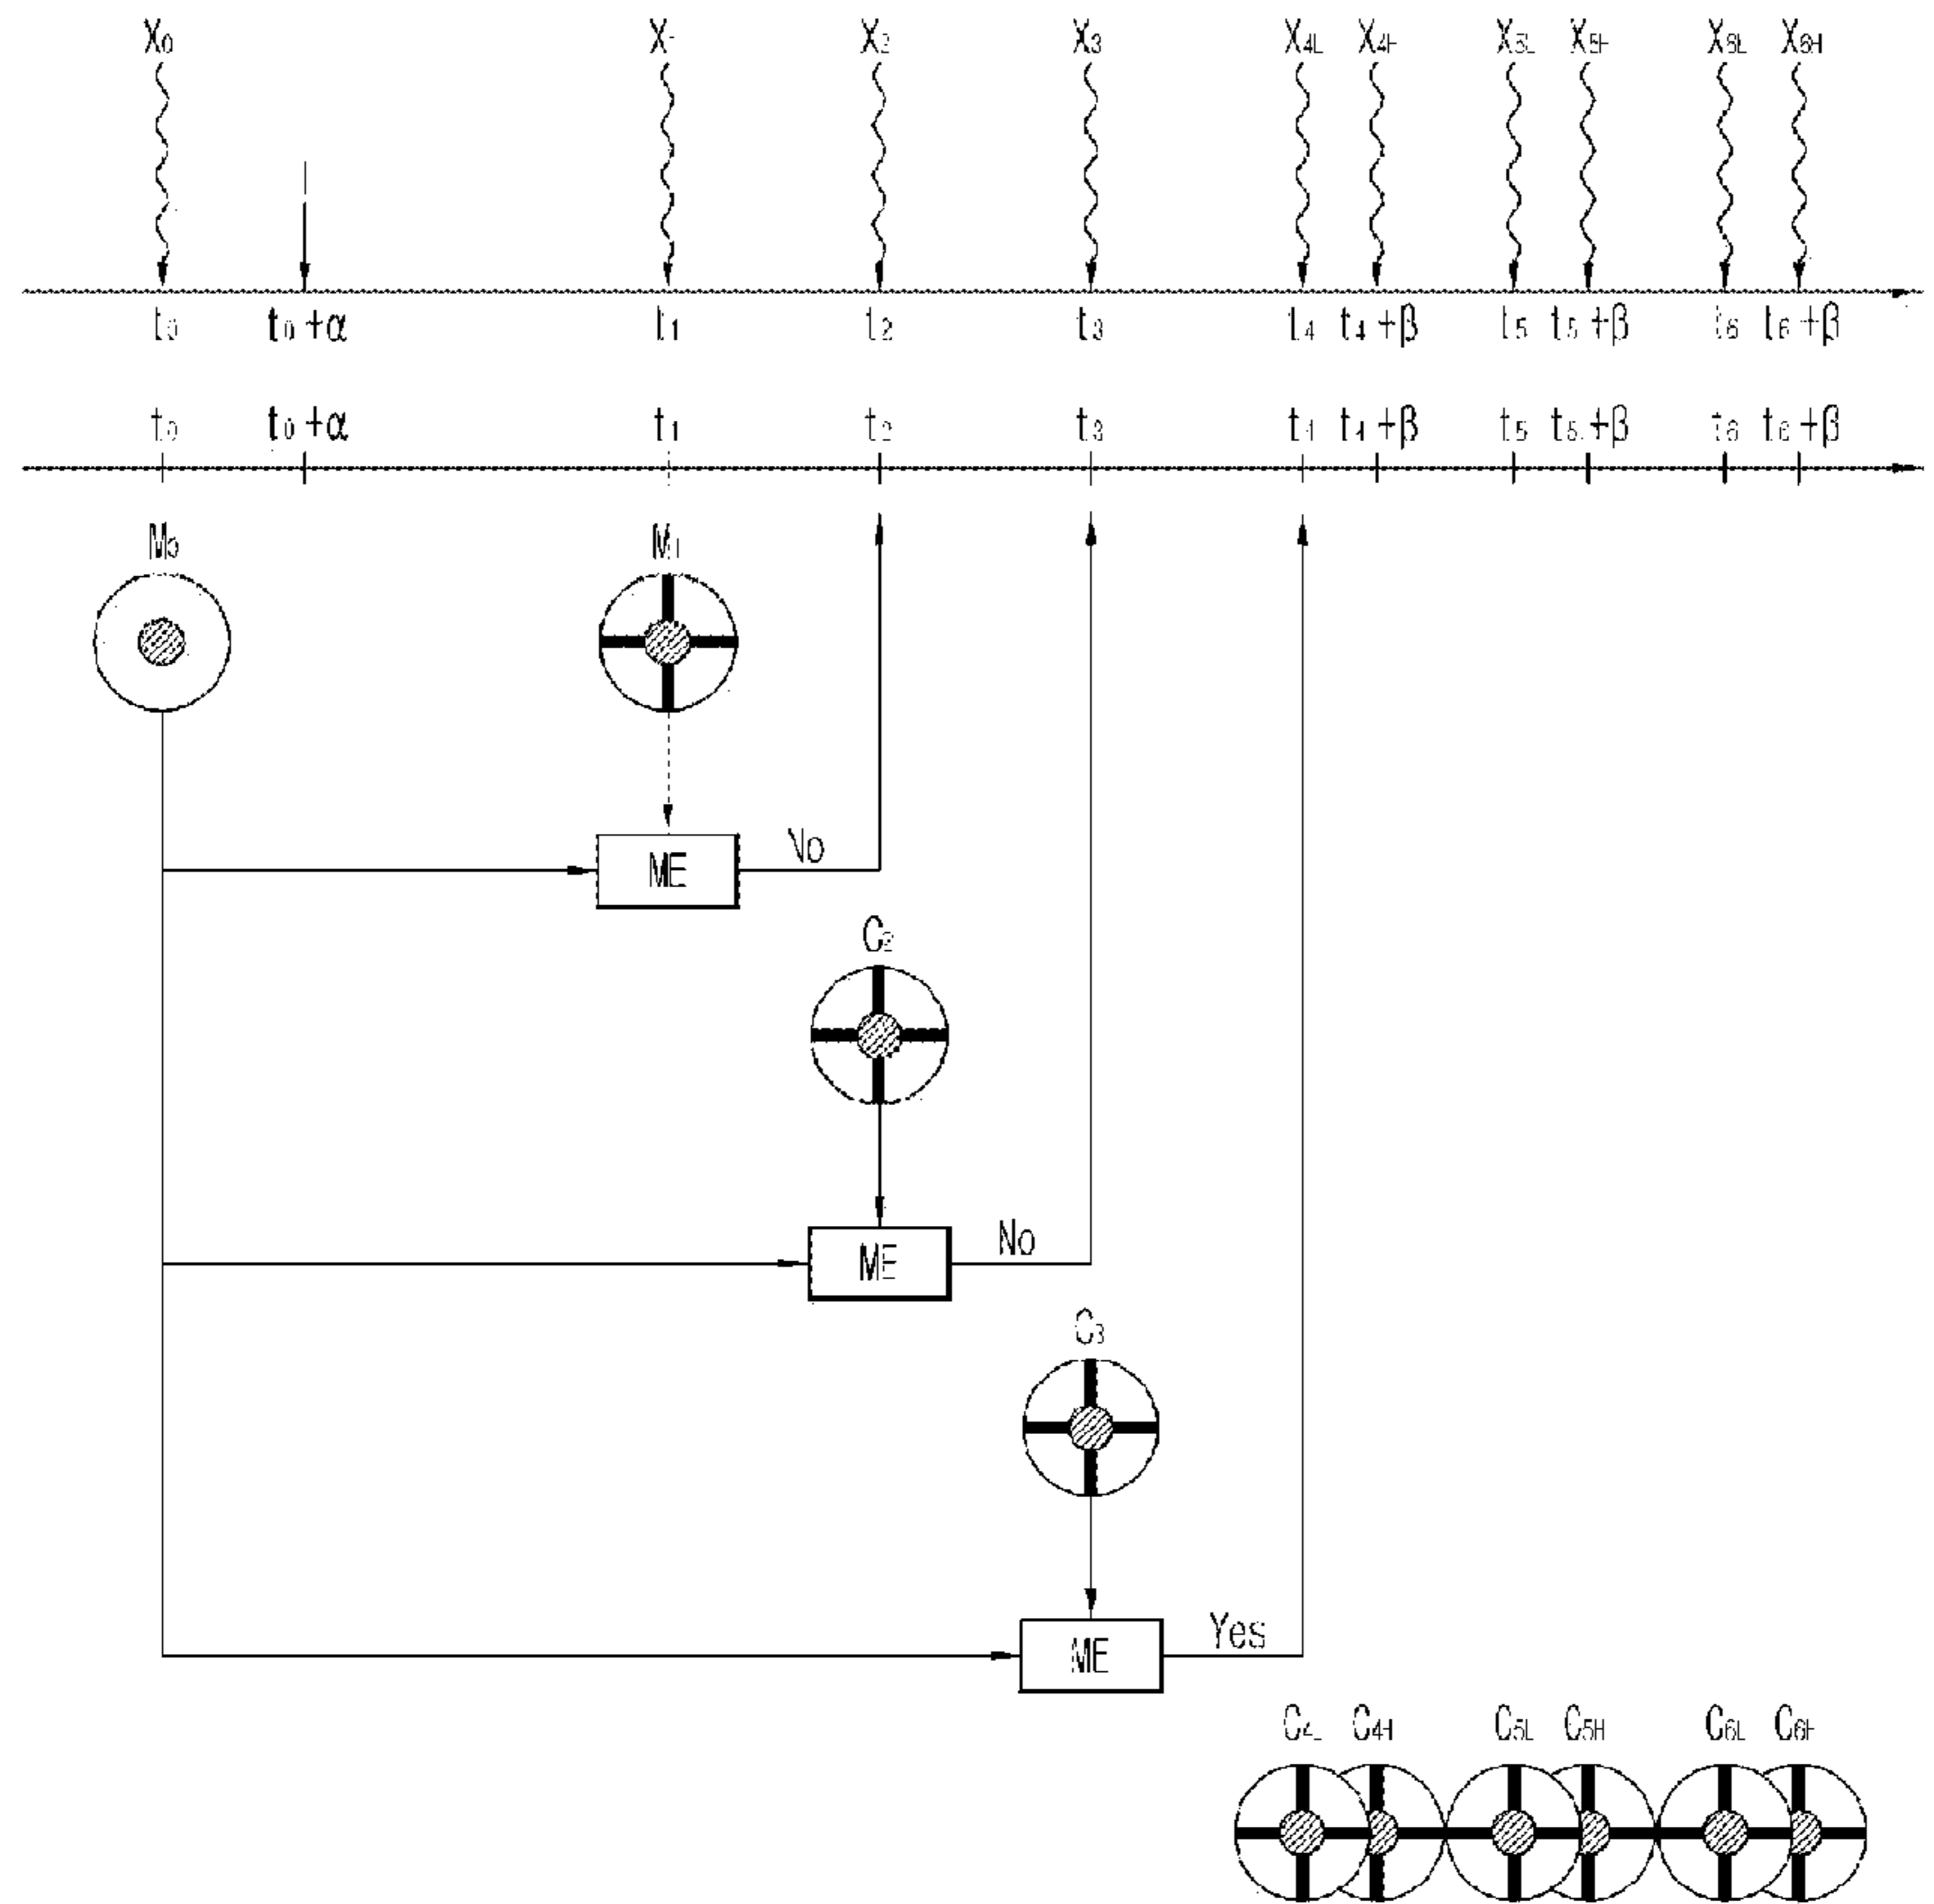 X₀ X₁ X₂ X₃ X₄L X₄H X₅L X₅H X₆L X₆H
I
t₀ t₀+α t₁ t₂ t₃ t₄ t₄+β t₅ t₅+β t₆ t₆+β
t₀ t₀+α t₁ t₂ t₃ t₄ t₄+β t₅ t₅+β t₆ t₆+β
M₀ M₁
ME No
C₂
ME No
C₃
ME Yes
C₄L C₄H C₅L C₅H C₆L C₆H